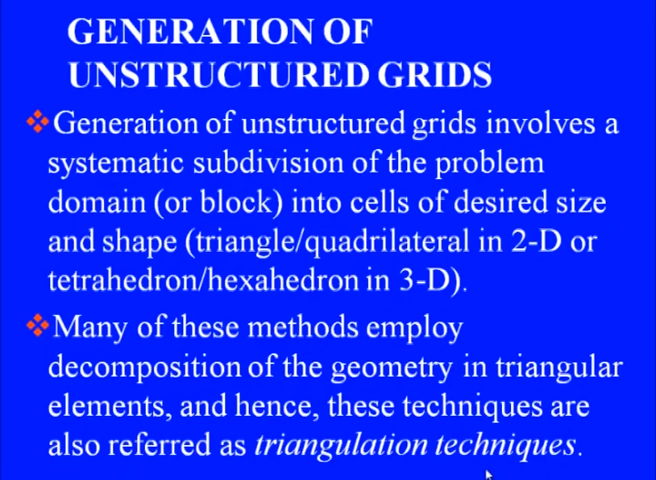 GENERATION OF
UNSTRUCTURED GRIDS
❖Generation of unstructured grids involves a
systematic subdivision of the problem
domain (or block) into cells of desired size
and shape (triangle/quadrilateral in 2-D or
tetrahedron/hexahedron in 3-D).
❖Many of these methods employ
decomposition of the geometry in triangular
elements, and hence, these techniques are
also referred as triangulation techniques.